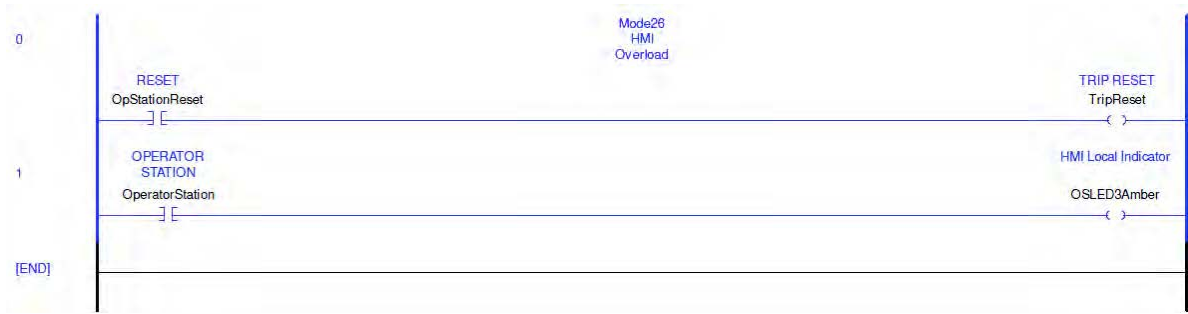 0
Mode26
HMI
Overload
RESET
OpStationReset
TRIP RESET
TripReset
1
OPERATOR
STATION
OperatorStation
HMI Local Indicator
OSLED3Amber
[END]